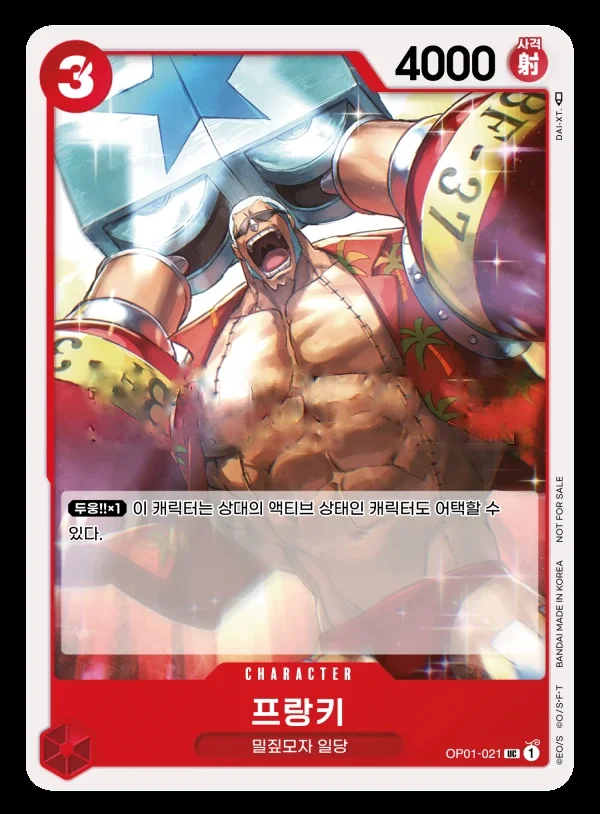 3
4000
사격
射
BF-37
두웅!!×1 이 캐릭터는 상대의 액티브 상태인 캐릭터도 어택할 수
있다.
CHARACTER
프랑키
밀짚모자 일당
OP01-021 UC 1
DAI-XT.
©EO/S ©O/S·F·T BANDAI MADE IN KOREA NOT FOR SALE